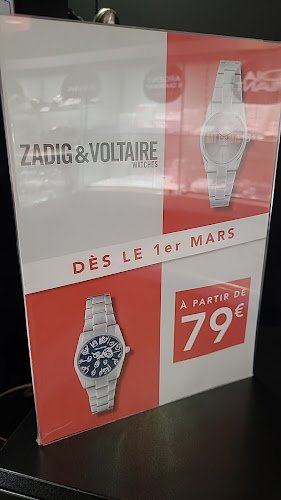 ZADIG & VOLTAIRE
WATCHES
DÈS LE 1er MARS
À PARTIR DE
79€